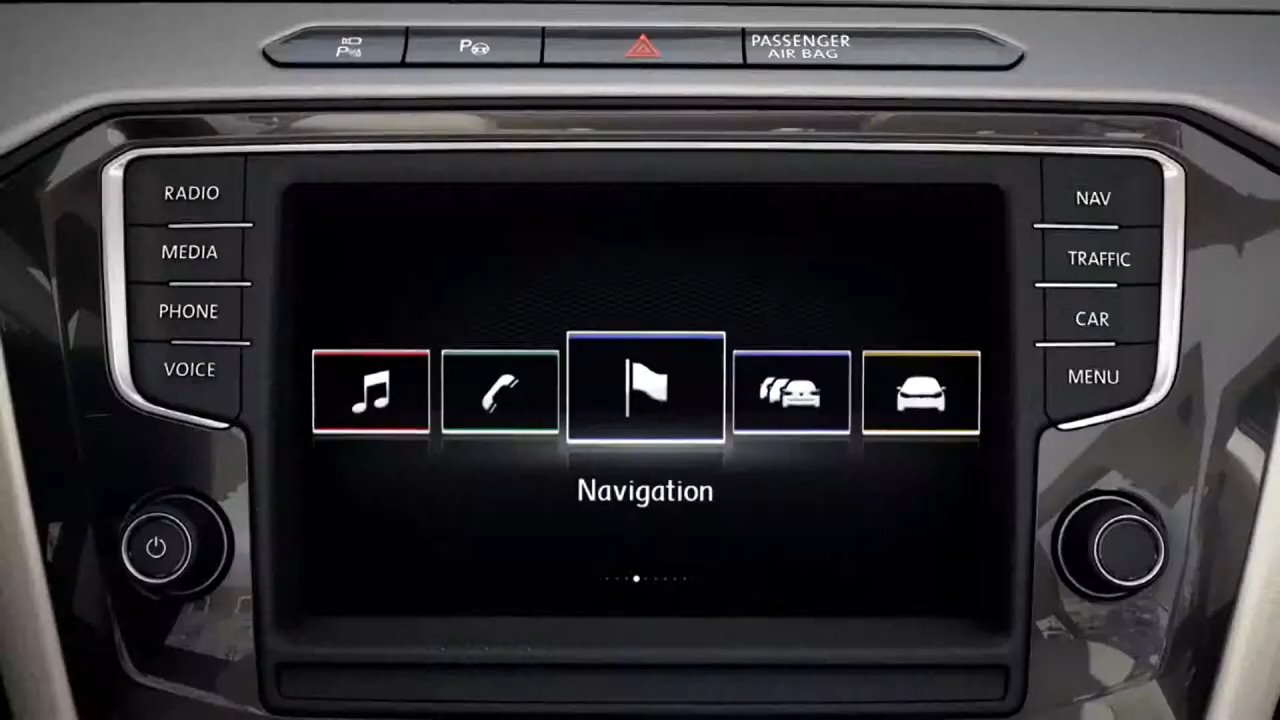 P
P
PASSENGER
AIR BAG
RADIO
MEDIA
PHONE
VOICE
NAV
TRAFFIC
CAR
MENU
Navigation